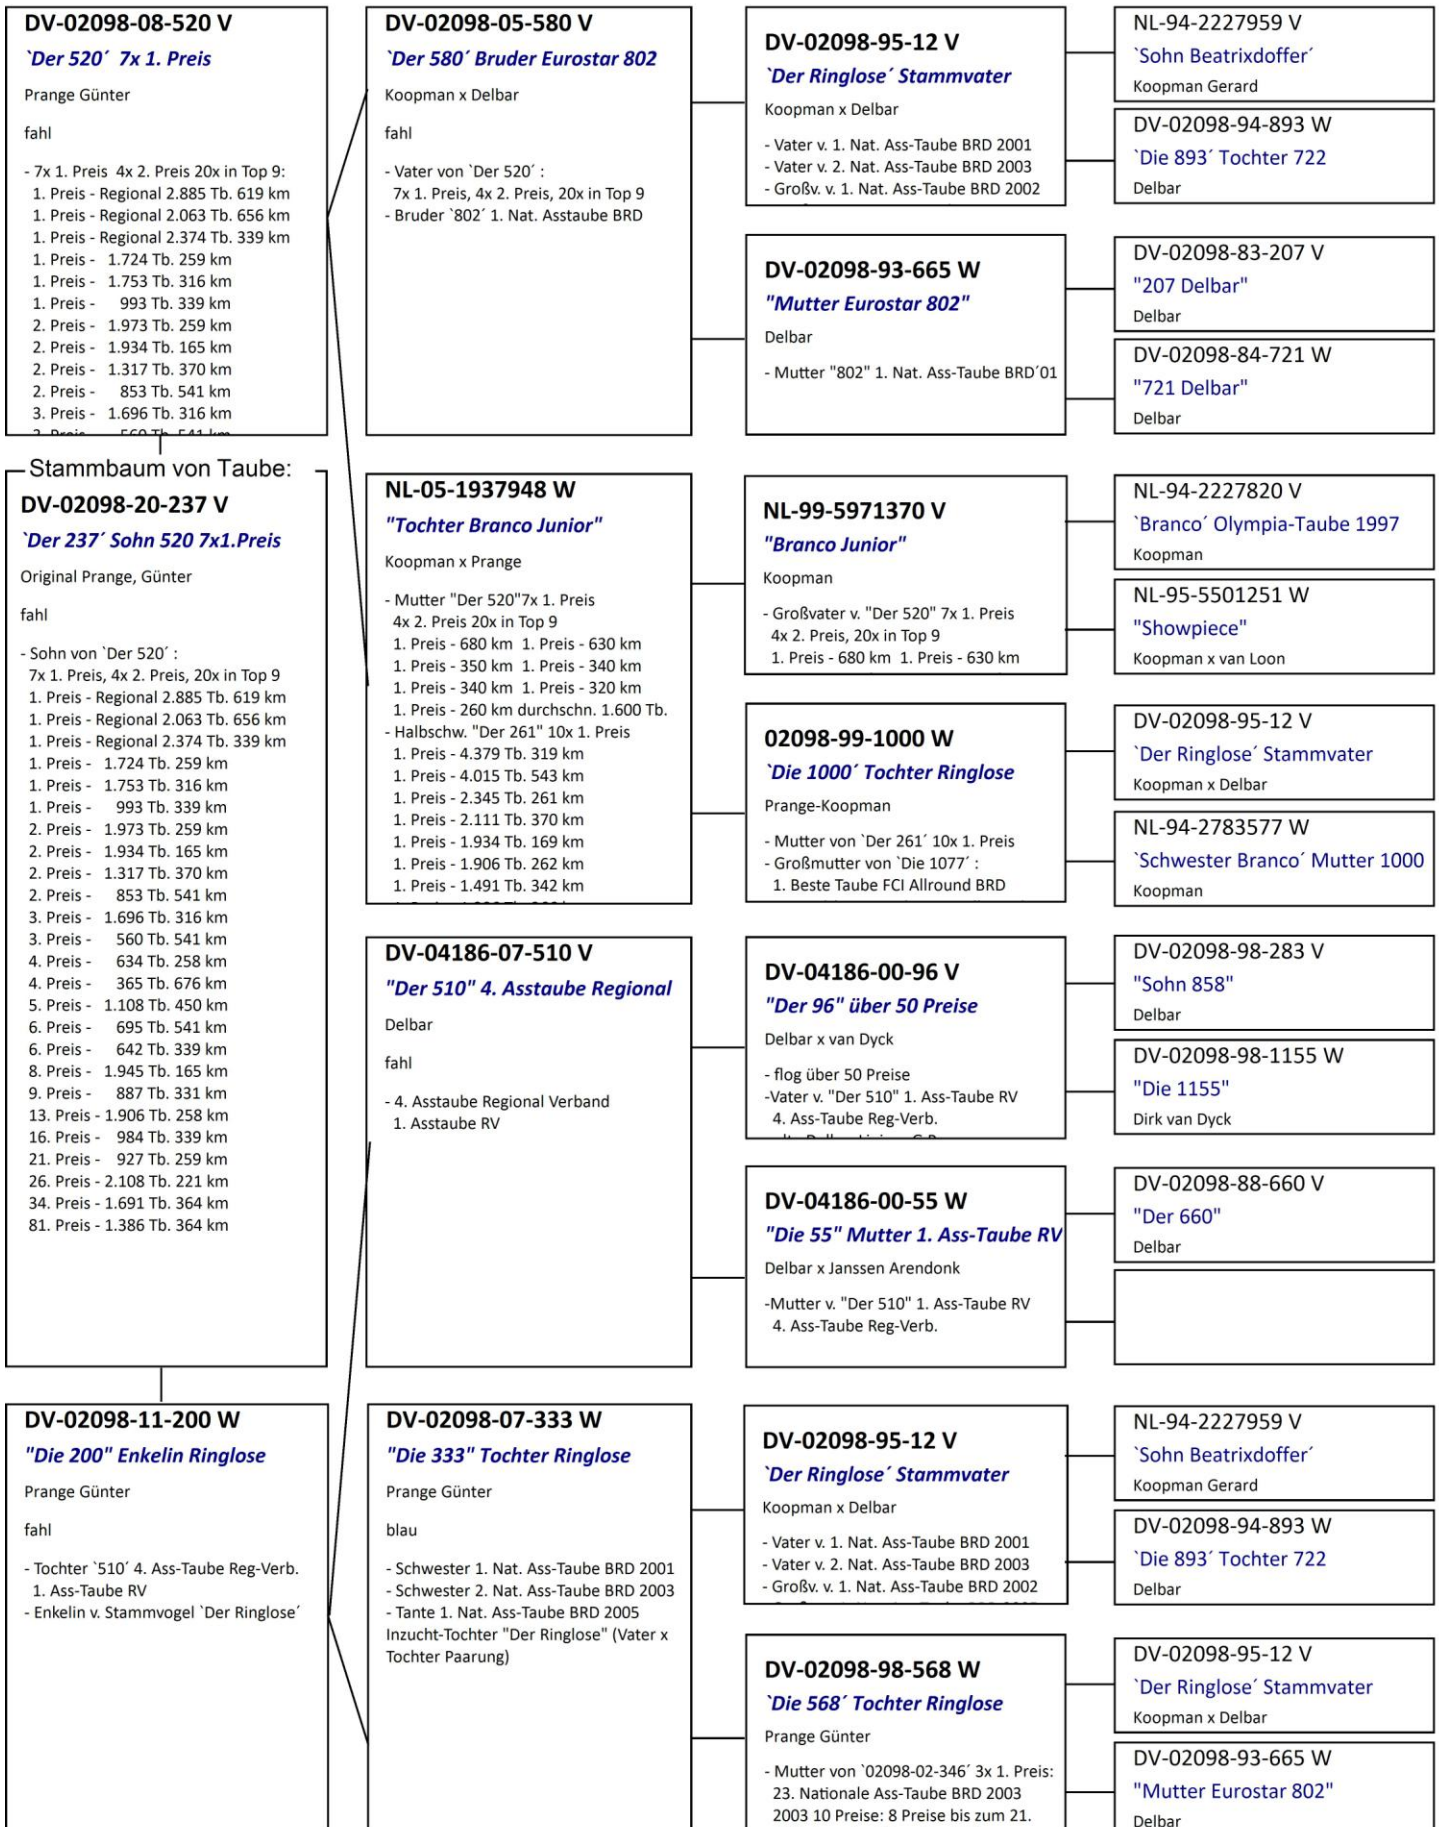 DV-02098-08-520 V
`Der 520´ 7x 1. Preis
Prange Günter
fahl
- 7x 1. Preis 4x 2. Preis 20x in Top 9:
1. Preis - Regional 2.885 Tb. 619 km
1. Preis - Regional 2.063 Tb. 656 km
1. Preis - Regional 2.374 Tb. 339 km
1. Preis - 1.724 Tb. 259 km
1. Preis - 1.753 Tb. 316 km
1. Preis - 993 Tb. 339 km
2. Preis - 1.973 Tb. 259 km
2. Preis - 1.934 Tb. 165 km
2. Preis - 1.317 Tb. 370 km
2. Preis - 853 Tb. 541 km
3. Preis - 1.696 Tb. 316 km
Stammbaum von Taube:
DV-02098-20-237 V
`Der 237´ Sohn 520 7x1.Preis
Original Prange, Günter
fahl
- Sohn von `Der 520´ :
7x 1. Preis, 4x 2. Preis, 20x in Top 9
1. Preis - Regional 2.885 Tb. 619 km
1. Preis - Regional 2.063 Tb. 656 km
1. Preis - Regional 2.374 Tb. 339 km
1. Preis - 1.724 Tb. 259 km
1. Preis - 1.753 Tb. 316 km
1. Preis - 993 Tb. 339 km
2. Preis - 1.973 Tb. 259 km
2. Preis - 1.934 Tb. 165 km
2. Preis - 1.317 Tb. 370 km
2. Preis - 853 Tb. 541 km
3. Preis - 1.696 Tb. 316 km
3. Preis - 560 Tb. 541 km
4. Preis - 634 Tb. 258 km
4. Preis - 365 Tb. 676 km
5. Preis - 1.108 Tb. 450 km
6. Preis - 695 Tb. 541 km
6. Preis - 642 Tb. 339 km
8. Preis - 1.945 Tb. 165 km
9. Preis - 887 Tb. 331 km
13. Preis - 1.906 Tb. 258 km
16. Preis - 984 Tb. 339 km
21. Preis - 927 Tb. 259 km
26. Preis - 2.108 Tb. 221 km
34. Preis - 1.691 Tb. 364 km
81. Preis - 1.386 Tb. 364 km
DV-02098-11-200 W
"Die 200" Enkelin Ringlose
Prange Günter
fahl
- Tochter `510´ 4. Ass-Taube Reg-Verb.
1. Ass-Taube RV
- Enkelin v. Stammvogel `Der Ringlose´
DV-02098-05-580 V
`Der 580´ Bruder Eurostar 802
Koopman x Delbar
fahl
- Vater von `Der 520´ :
7x 1. Preis, 4x 2. Preis, 20x in Top 9
- Bruder `802´ 1. Nat. Asstaube BRD
NL-05-1937948 W
"Tochter Branco Junior"
Koopman x Prange
- Mutter "Der 520"7x 1. Preis
4x 2. Preis 20x in Top 9
1. Preis - 680 km 1. Preis - 630 km
1. Preis - 350 km 1. Preis - 340 km
1. Preis - 340 km 1. Preis - 320 km
1. Preis - 260 km durchschn. 1.600 Tb.
- Halbschw. "Der 261" 10x 1. Preis
1. Preis - 4.379 Tb. 319 km
1. Preis - 4.015 Tb. 543 km
1. Preis - 2.345 Tb. 261 km
1. Preis - 2.111 Tb. 370 km
1. Preis - 1.934 Tb. 169 km
1. Preis - 1.906 Tb. 262 km
1. Preis - 1.491 Tb. 342 km
DV-04186-07-510 V
"Der 510" 4. Asstaube Regional
Delbar
fahl
- 4. Asstaube Regional Verband
1. Asstaube RV
DV-02098-07-333 W
"Die 333" Tochter Ringlose
Prange Günter
blau
- Schwester 1. Nat. Ass-Taube BRD 2001
- Schwester 2. Nat. Ass-Taube BRD 2003
- Tante 1. Nat. Ass-Taube BRD 2005
Inzucht-Tochter "Der Ringlose" (Vater x
Tochter Paarung)
DV-02098-95-12 V
`Der Ringlose´ Stammvater
Koopman x Delbar
- Vater v. 1. Nat. Ass-Taube BRD 2001
- Vater v. 2. Nat. Ass-Taube BRD 2003
- Großv. v. 1. Nat. Ass-Taube BRD 2002
DV-02098-93-665 W
"Mutter Eurostar 802"
Delbar
- Mutter "802" 1. Nat. Ass-Taube BRD´01
NL-99-5971370 V
"Branco Junior"
Koopman
- Großvater v. "Der 520" 7x 1. Preis
4x 2. Preis, 20x in Top 9
1. Preis - 680 km 1. Preis - 630 km
02098-99-1000 W
`Die 1000´ Tochter Ringlose
Prange-Koopman
- Mutter von `Der 261´ 10x 1. Preis
- Großmutter von `Die 1077´ :
1. Beste Taube FCI Allround BRD
DV-04186-00-96 V
"Der 96" über 50 Preise
Delbar x van Dyck
- flog über 50 Preise
-Vater v. "Der 510" 1. Ass-Taube RV
4. Ass-Taube Reg-Verb.
DV-04186-00-55 W
"Die 55" Mutter 1. Ass-Taube RV
Delbar x Janssen Arendonk
-Mutter v. "Der 510" 1. Ass-Taube RV
4. Ass-Taube Reg-Verb.
DV-02098-95-12 V
`Der Ringlose´ Stammvater
Koopman x Delbar
- Vater v. 1. Nat. Ass-Taube BRD 2001
- Vater v. 2. Nat. Ass-Taube BRD 2003
- Großv. v. 1. Nat. Ass-Taube BRD 2002
DV-02098-98-568 W
`Die 568´ Tochter Ringlose
Prange Günter
- Mutter von `02098-02-346´ 3x 1. Preis:
23. Nationale Ass-Taube BRD 2003
2003 10 Preise: 8 Preise bis zum 21.
NL-94-2227959 V
`Sohn Beatrixdoffer´
Koopman Gerard
DV-02098-94-893 W
`Die 893´ Tochter 722
Delbar
DV-02098-83-207 V
"207 Delbar"
Delbar
DV-02098-84-721 W
"721 Delbar"
Delbar
NL-94-2227820 V
`Branco´ Olympia-Taube 1997
Koopman
NL-95-5501251 W
"Showpiece"
Koopman x van Loon
DV-02098-95-12 V
`Der Ringlose´ Stammvater
Koopman x Delbar
NL-94-2783577 W
`Schwester Branco´ Mutter 1000
Koopman
DV-02098-98-283 V
"Sohn 858"
Delbar
DV-02098-98-1155 W
"Die 1155"
Dirk van Dyck
DV-02098-88-660 V
"Der 660"
Delbar
NL-94-2227959 V
`Sohn Beatrixdoffer´
Koopman Gerard
DV-02098-94-893 W
`Die 893´ Tochter 722
Delbar
DV-02098-95-12 V
`Der Ringlose´ Stammvater
Koopman x Delbar
DV-02098-93-665 W
"Mutter Eurostar 802"
Delbar